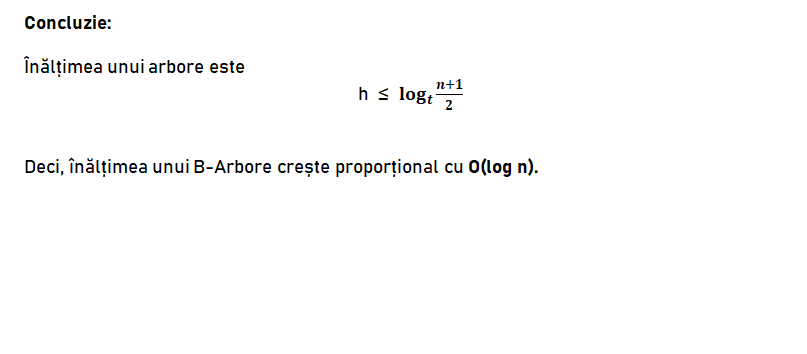 Concluzie:
Înălțimea unui arbore este
h ≤ log_t (n+1)/2
Deci, înălțimea unui B-Arbore crește proporțional cu O(log n).